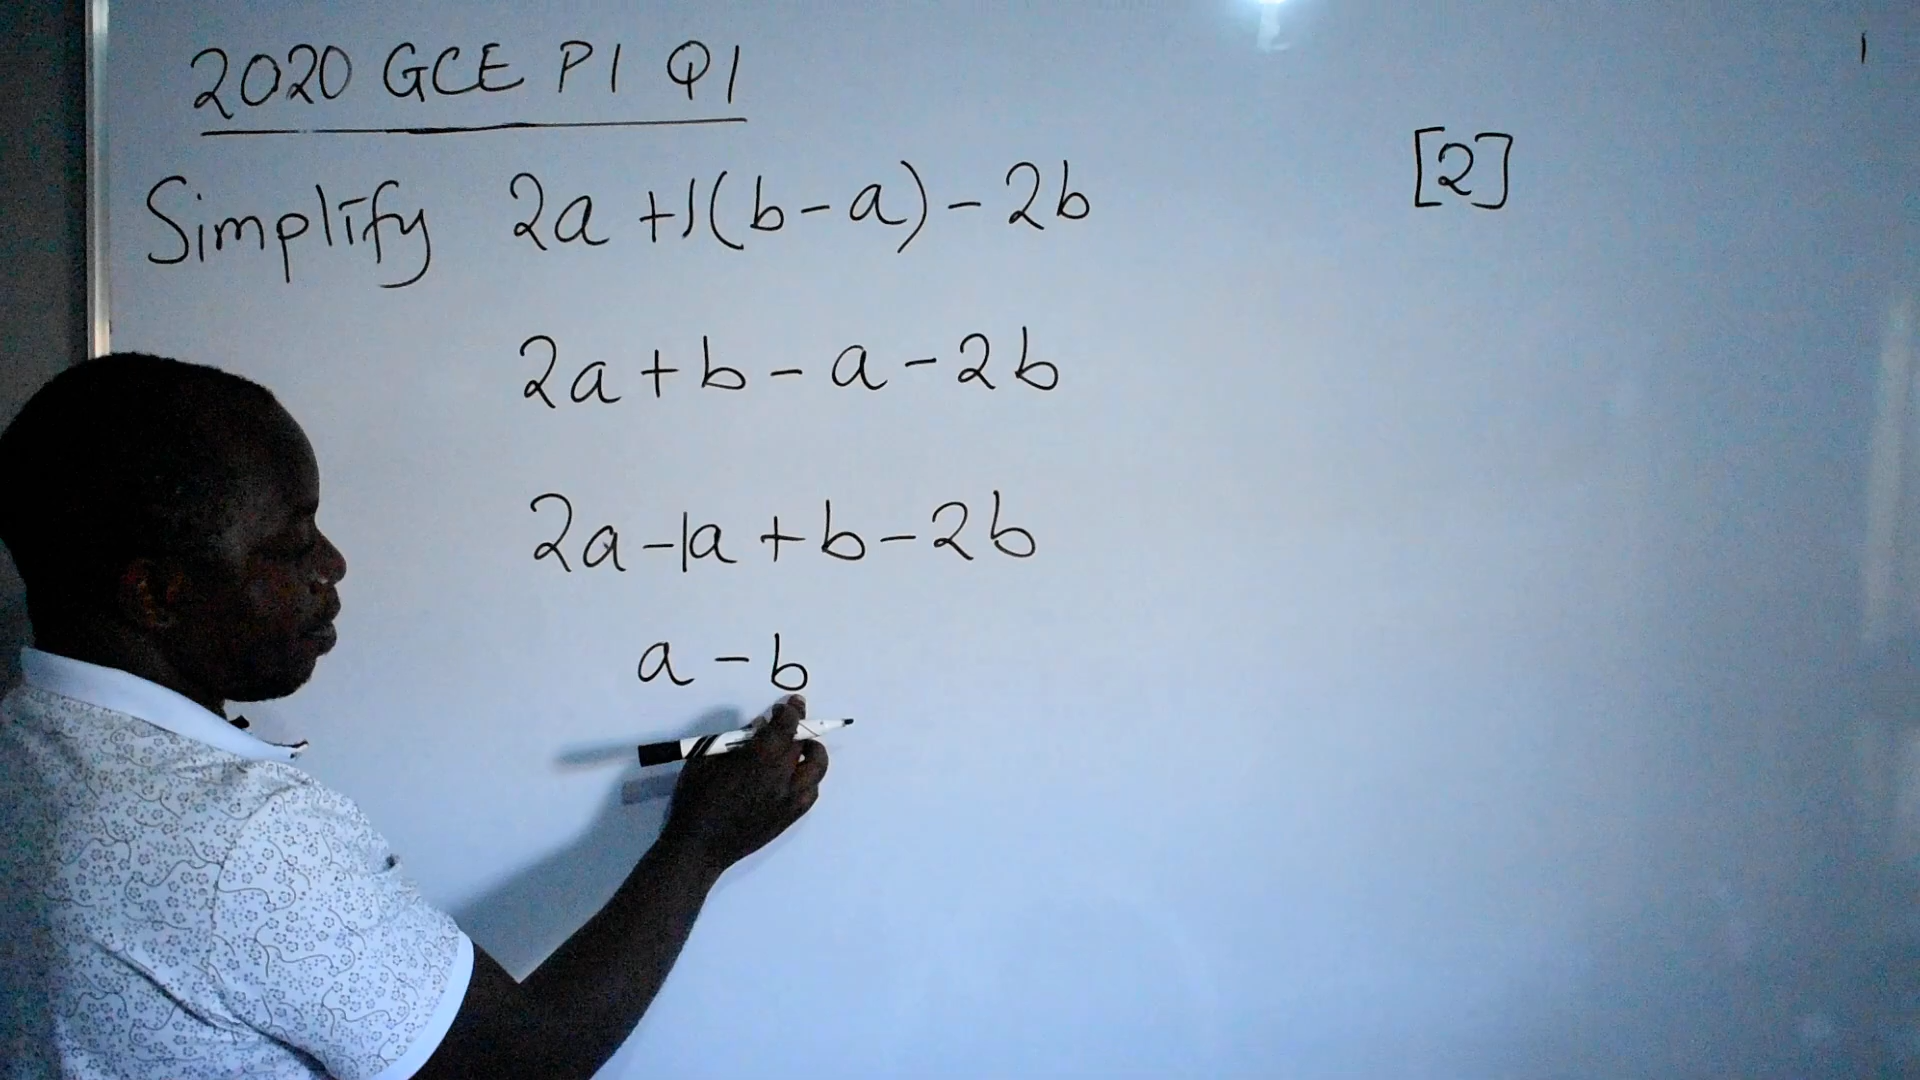 2020 GCE P1 Q1
Simplify 2a +1(b-a) - 2b [2]
2a + b - a - 2b
2a -1a + b - 2b
a - b